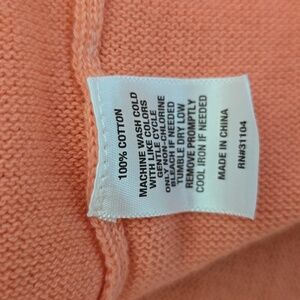 100% COTTON
MACHINE WASH COLD
WITH LIKE COLORS
GENTLE CYCLE
ONLY NON-CHLORINE
BLEACH IF NEEDED
TUMBLE DRY LOW
REMOVE PROMPTLY
COOL IRON IF NEEDED
MADE IN CHINA
RN#31104